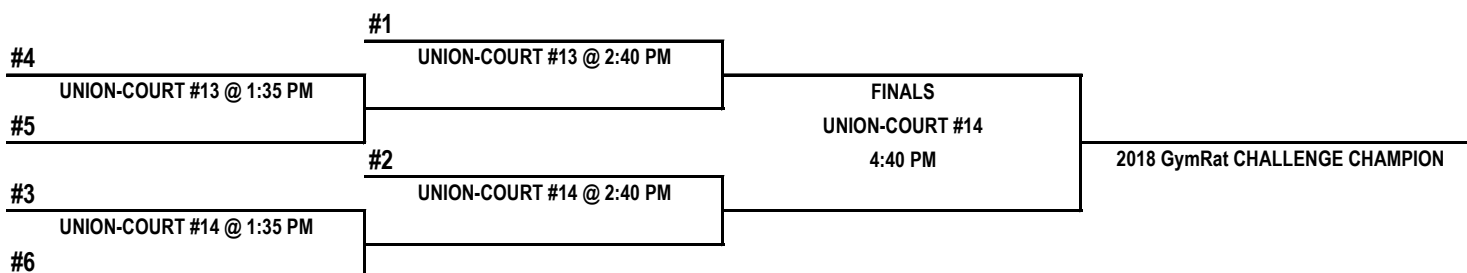 #1
#4
UNION-COURT #13 @ 2:40 PM
UNION-COURT #13 @ 1:35 PM
FINALS
#5
UNION-COURT #14
#2
4:40 PM
2018 GymRat CHALLENGE CHAMPION
#3
UNION-COURT #14 @ 2:40 PM
UNION-COURT #14 @ 1:35 PM
#6